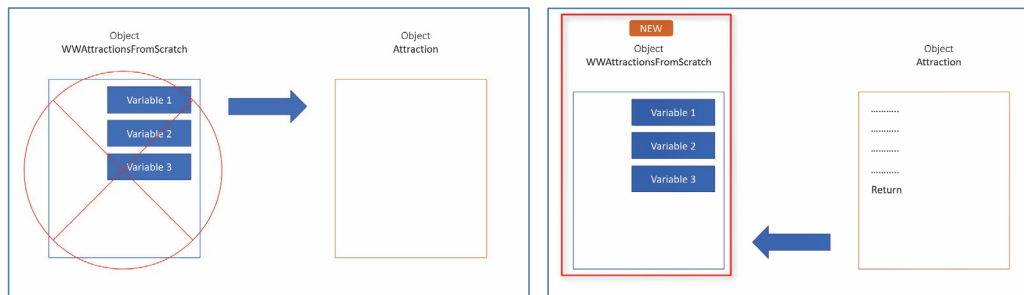 Object
WWAttractionsFromScratch
Variable 1
Variable 2
Variable 3
Object
Attraction
NEW
Object
WWAttractionsFromScratch
Variable 1
Variable 2
Variable 3
Object
Attraction
...........
...........
...........
...........
Return